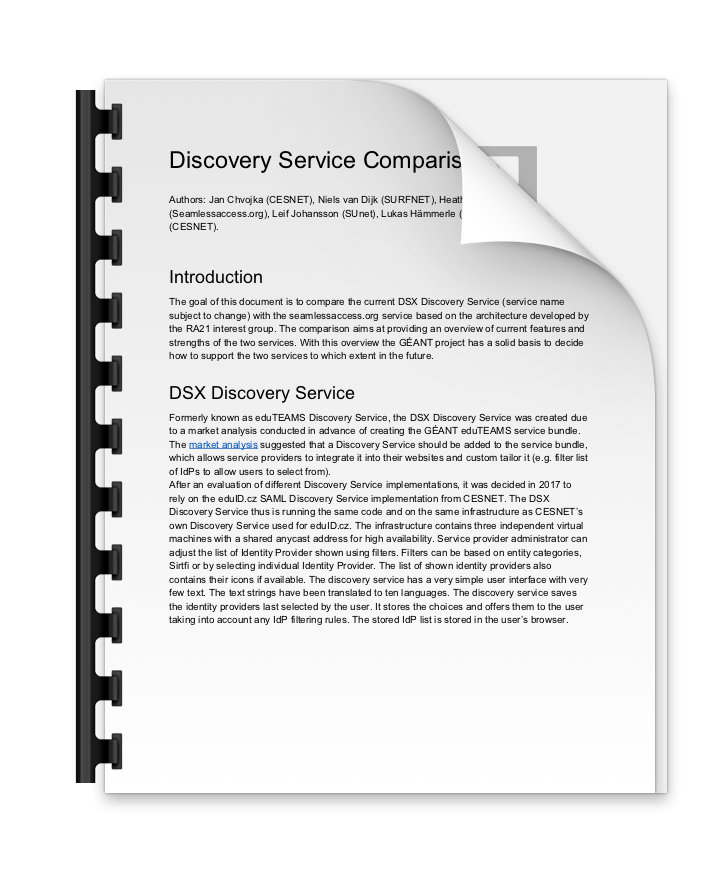 Discovery Service Comparis
Authors: Jan Chvojka (CESNET), Niels van Dijk (SURFNET), Heat
(Seamlessaccess.org), Leif Johansson (SUnet), Lukas Hämmerle (
(CESNET).
Introduction
The goal of this document is to compare the current DSX Discovery Service (service name
subject to change) with the seamlessaccess.org service based on the architecture developed by
the RA21 interest group. The comparison aims at providing an overview of current features and
strengths of the two services. With this overview the GÉANT project has a solid basis to decide
how to support the two services to which extent in the future.
DSX Discovery Service
Formerly known as eduTEAMS Discovery Service, the DSX Discovery Service was created due
to a market analysis conducted in advance of creating the GÉANT eduTEAMS service bundle.
The market analysis suggested that a Discovery Service should be added to the service bundle,
which allows service providers to integrate it into their websites and custom tailor it (e.g. filter list
of IdPs to allow users to select from).
After an evaluation of different Discovery Service implementations, it was decided in 2017 to
rely on the eduID.cz SAML Discovery Service implementation from CESNET. The DSX
Discovery Service thus is running the same code and on the same infrastructure as CESNET’s
own Discovery Service used for eduID.cz. The infrastructure contains three independent virtual
machines with a shared anycast address for high availability. Service provider administrator can
adjust the list of Identity Provider shown using filters. Filters can be based on entity categories,
Sirtfi or by selecting individual Identity Provider. The list of shown identity providers also
contains their icons if available. The discovery service has a very simple user interface with very
few text. The text strings have been translated to ten languages. The discovery service saves
the identity providers last selected by the user. It stores the choices and offers them to the user
taking into account any IdP filtering rules. The stored IdP list is stored in the user’s browser.